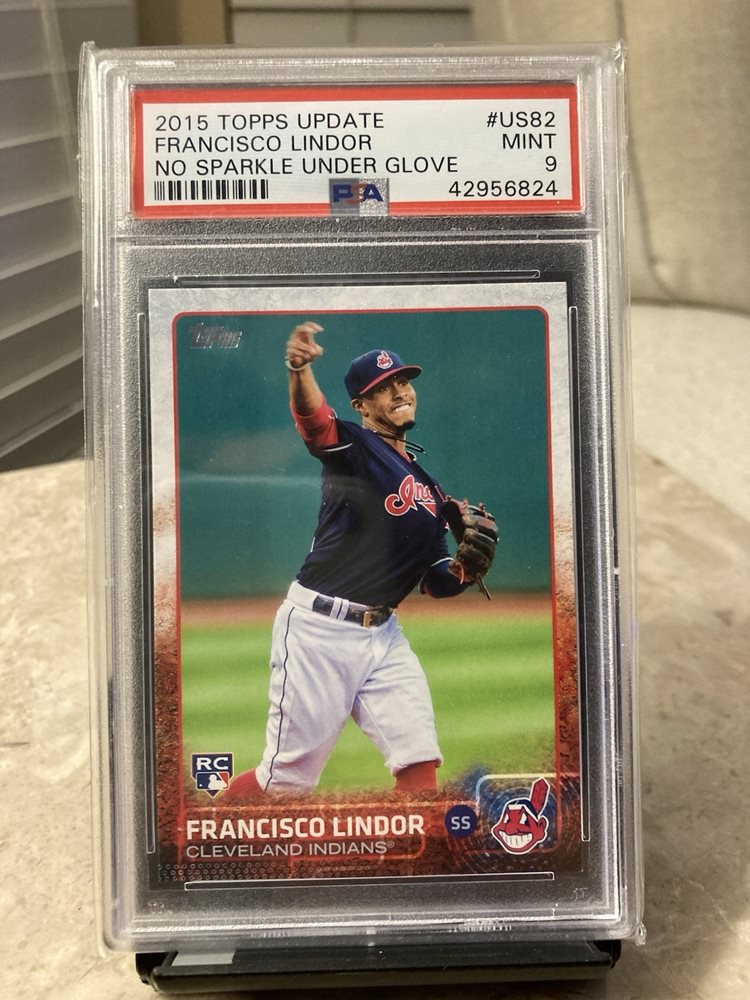 2015 TOPPS UPDATE #US82
FRANCISCO LINDOR MINT
NO SPARKLE UNDER GLOVE 9
PSA 42956824
Topps
RC
FRANCISCO LINDOR SS
CLEVELAND INDIANS®